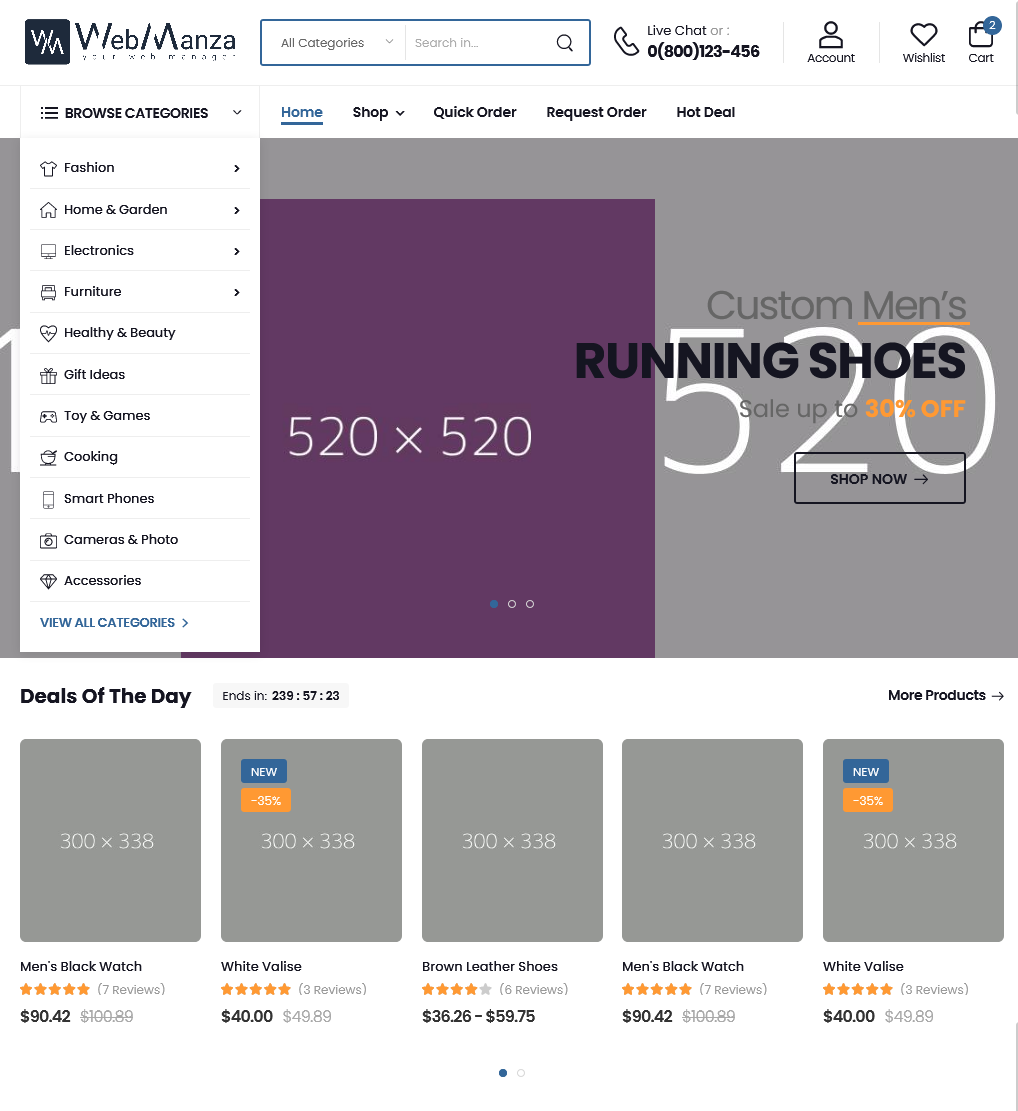 WM WebManza
your web manager
All Categories
Search in...
Live Chat or :
0(800)123-456
Account
Wishlist
2
Cart
BROWSE CATEGORIES
Home
Shop
Quick Order
Request Order
Hot Deal
Fashion
Home & Garden
Electronics
Furniture
Healthy & Beauty
Gift Ideas
Toy & Games
Cooking
Smart Phones
Cameras & Photo
Accessories
VIEW ALL CATEGORIES
520 × 520
520
Custom Men's
RUNNING SHOES
Sale up to 30% OFF
SHOP NOW →
Deals Of The Day
Ends in: 239 : 57 : 23
More Products →
300 × 338
NEW
-35%
300 × 338
300 × 338
300 × 338
NEW
-35%
300 × 338
Men's Black Watch
(7 Reviews)
$90.42 $100.89
White Valise
(3 Reviews)
$40.00 $49.89
Brown Leather Shoes
(6 Reviews)
$36.26 - $59.75
Men's Black Watch
(7 Reviews)
$90.42 $100.89
White Valise
(3 Reviews)
$40.00 $49.89